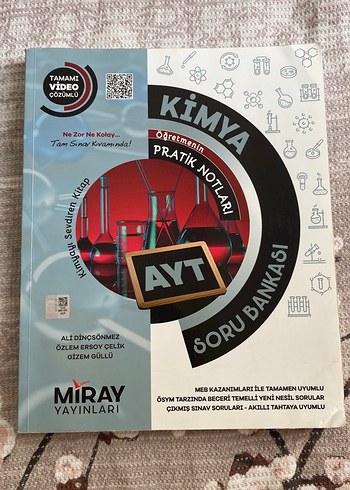 TAMAMI
VİDEO
ÇÖZÜMLÜ
Ne Zor Ne Kolay...
Tam Sınav Kıvamında!
KİMYA
Öğretmenin
PRATİK NOTLARI
Kimyayı Sevdiren Kitap
AYT
SORU BANKASI
ALİ DİNÇSÖNMEZ
ÖZLEM ERSOY ÇELİK
GİZEM GÜLLÜ
MİRAY
YAYINLARI
MEB KAZANIMLARI İLE TAMAMEN UYUMLU
ÖSYM TARZINDA BECERİ TEMELLİ YENİ NESİL SORULAR
ÇIKMIŞ SINAV SORULARI - AKILLI TAHTAYA UYUMLU